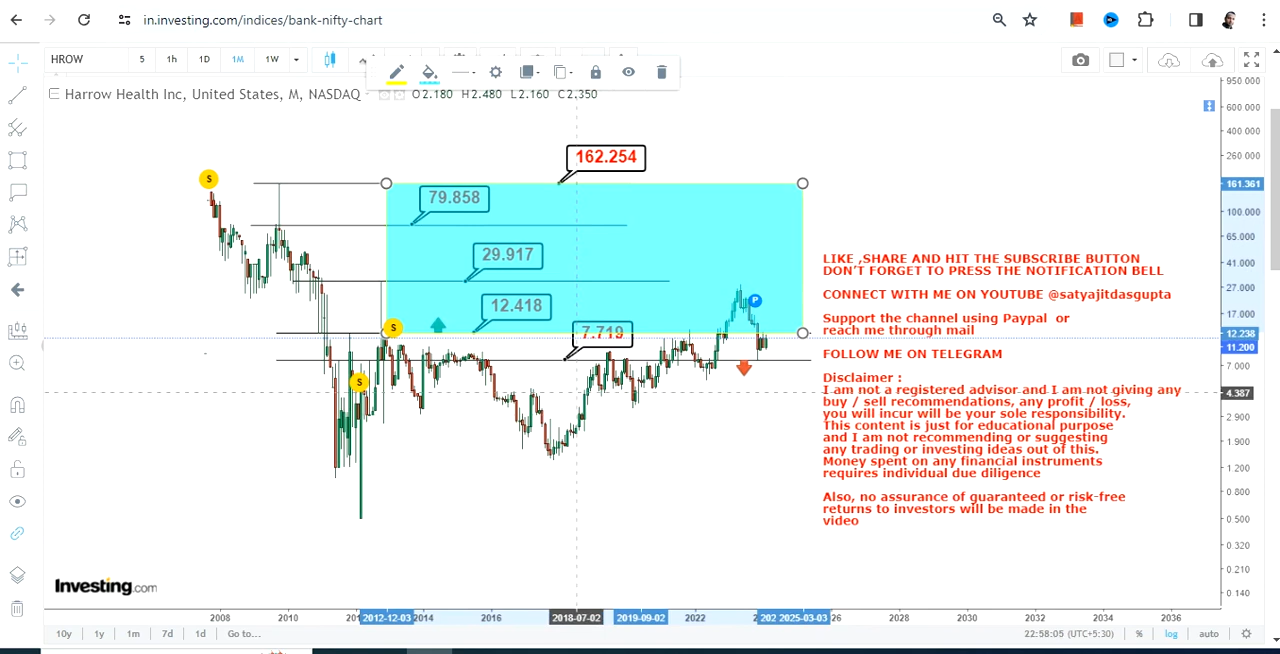 in.investing.com/indices/bank-nifty-chart
HROW 5 1h 1D 1M 1W
Harrow Health Inc, United States, M, NASDAQ O2.180 H2.480 L2.160 C2.350
950.000
600.000
400.000
260.000
161.361
100.000
65.000
41.000
27.000
17.000
12.238
11.200
7.000
4.387
2.900
1.900
1.200
0.800
0.500
0.320
0.210
0.140
162.254
79.858
29.917
12.418
7.719
S
S
S
P
LIKE ,SHARE AND HIT THE SUBSCRIBE BUTTON
DON'T FORGET TO PRESS THE NOTIFICATION BELL
CONNECT WITH ME ON YOUTUBE @satyajitdasgupta
Support the channel using Paypal or
reach me through mail
FOLLOW ME ON TELEGRAM
Disclaimer :
I am not a registered advisor and I am not giving any
buy / sell recommendations, any profit / loss,
you will incur will be your sole responsibility.
This content is just for educational purpose
and I am not recommending or suggesting
any trading or investing ideas out of this.
Money spent on any financial instruments
requires individual due diligence
Also, no assurance of guaranteed or risk-free
returns to investors will be made in the
video
Investing.com
2008 2010 2012-12-03 2014 2016 2018-07-02 2019-09-02 2022 202 2025-03-03 26 2028 2030 2032 2034 2036
10y 1y 1m 7d 1d Go to... 22:58:05 (UTC+5:30) % log auto